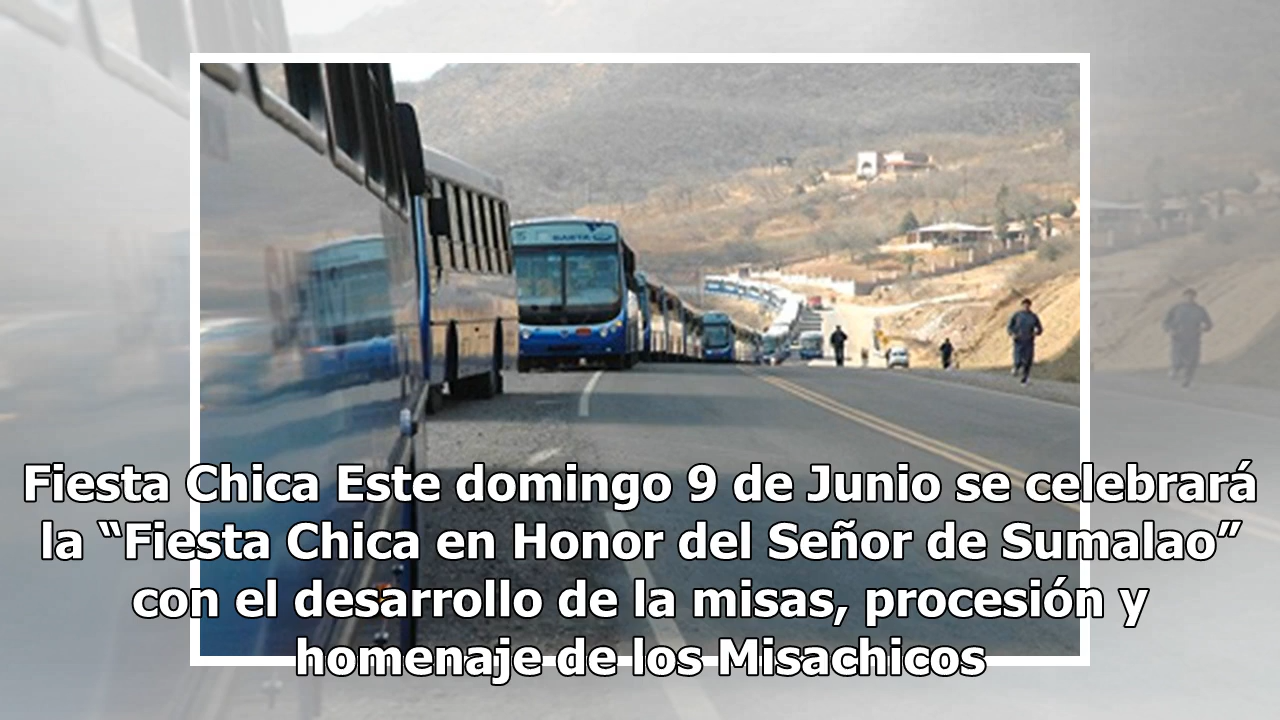 Fiesta Chica Este domingo 9 de Junio se celebrará
la “Fiesta Chica en Honor del Señor de Sumalao”
con el desarrollo de la misas, procesión y
homenaje de los Misachicos